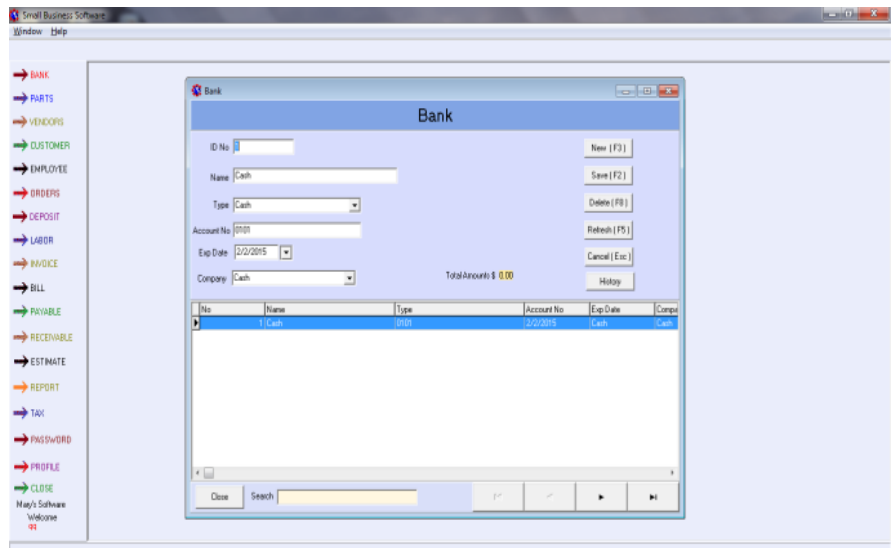 Small Business Software
Window Help
BANK
PARTS
VENDORS
CUSTOMER
EMPLOYEE
ORDERS
DEPOSIT
LABOR
INVOICE
BILL
PAYABLE
RECEIVABLE
ESTIMATE
REPORT
TAX
PASSWORD
PROFILE
CLOSE
Mary's Software
Welcome
Bank
Bank
ID No 1
New ( F3 )
Name Cash
Save ( F2 )
Type Cash
Delete ( F8 )
Account No 0101
Refresh ( F5 )
Exp Date 2/2/2015
Cancel ( Esc )
Company Cash
Total Amounts $ 0.00
History
No Name Type Account No Exp Date Compa
1 Cash 0101 2/2/2015 Cash Cash
Close Search